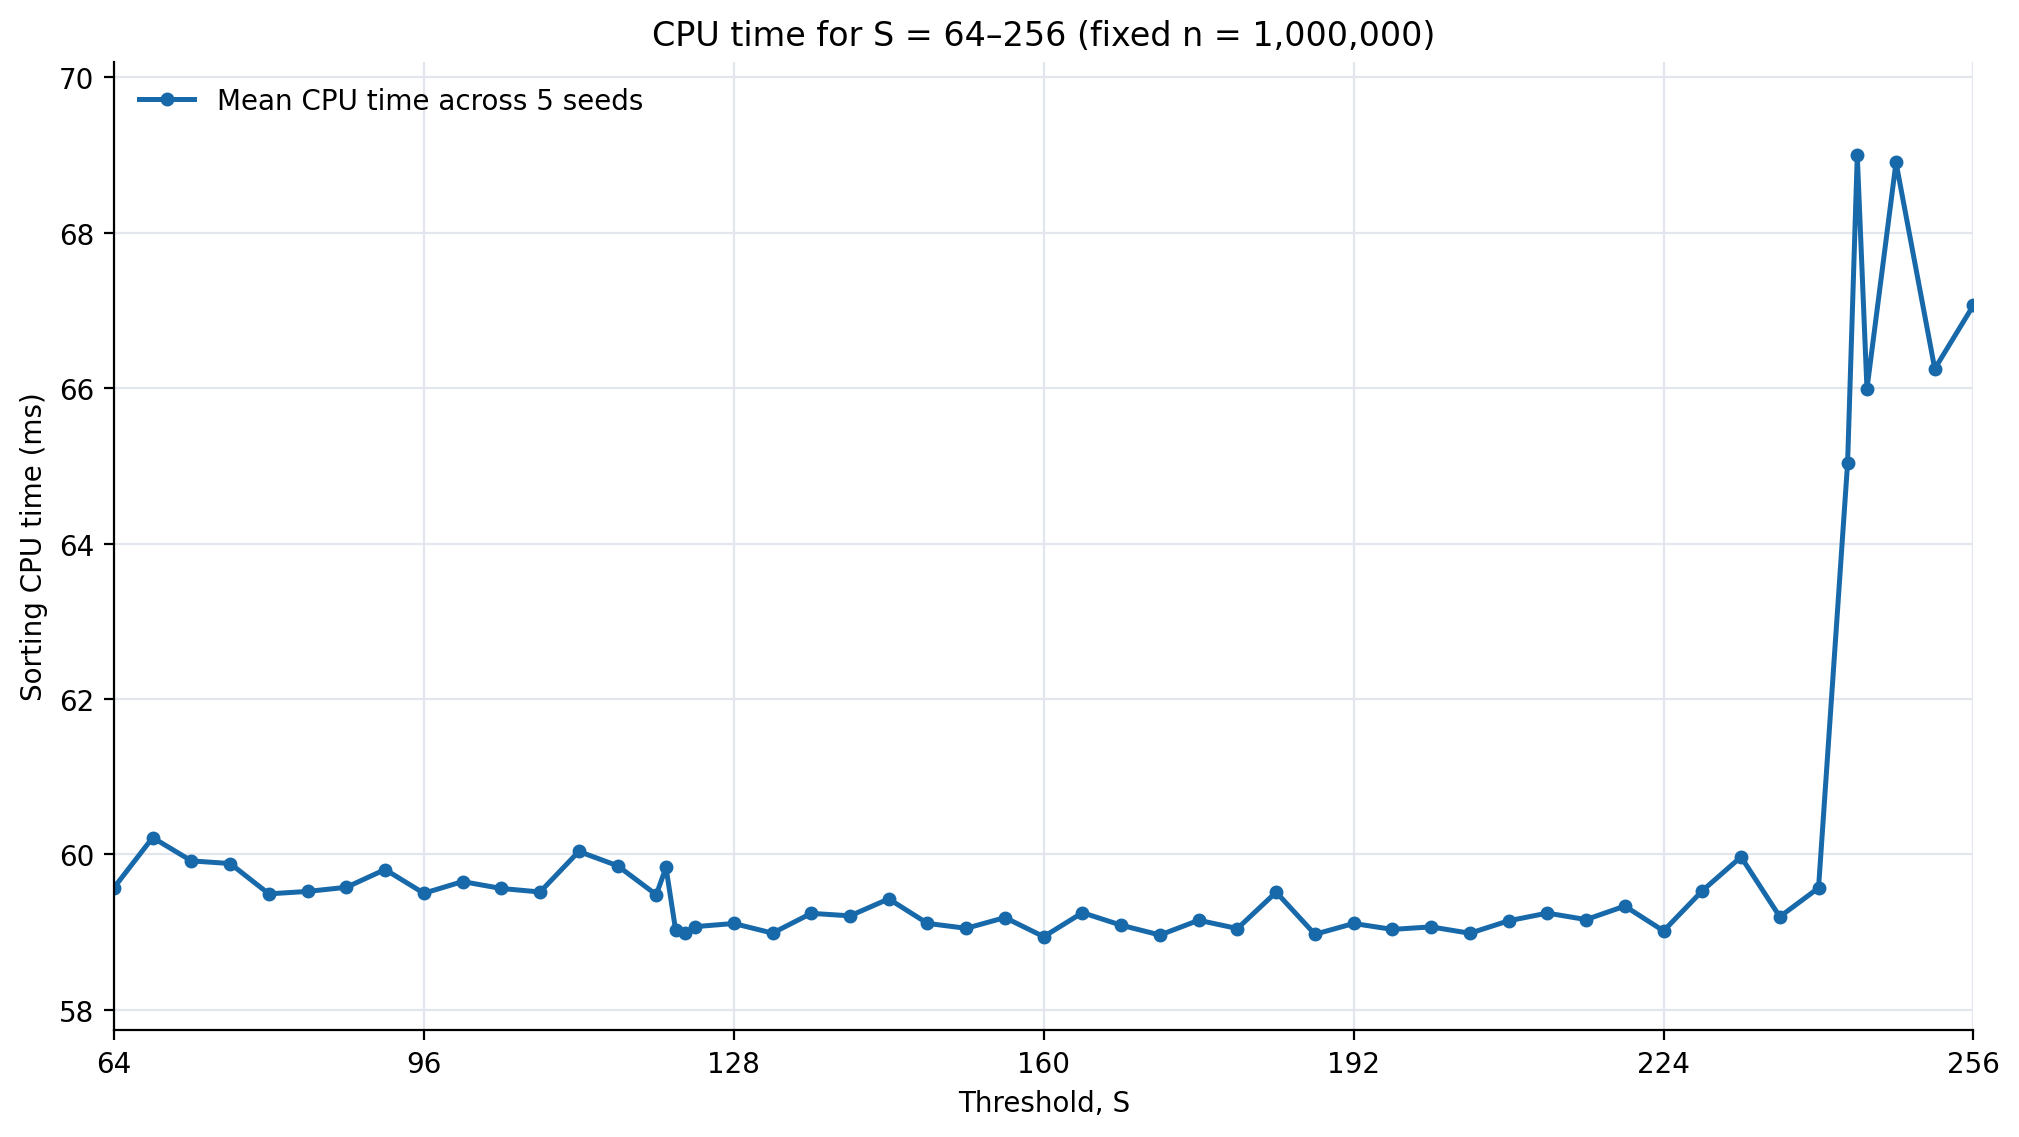 CPU time for S = 64–256 (fixed n = 1,000,000)
Mean CPU time across 5 seeds
Sorting CPU time (ms)
70
68
66
64
62
60
58
64 96 128 160 192 224 256
Threshold, S